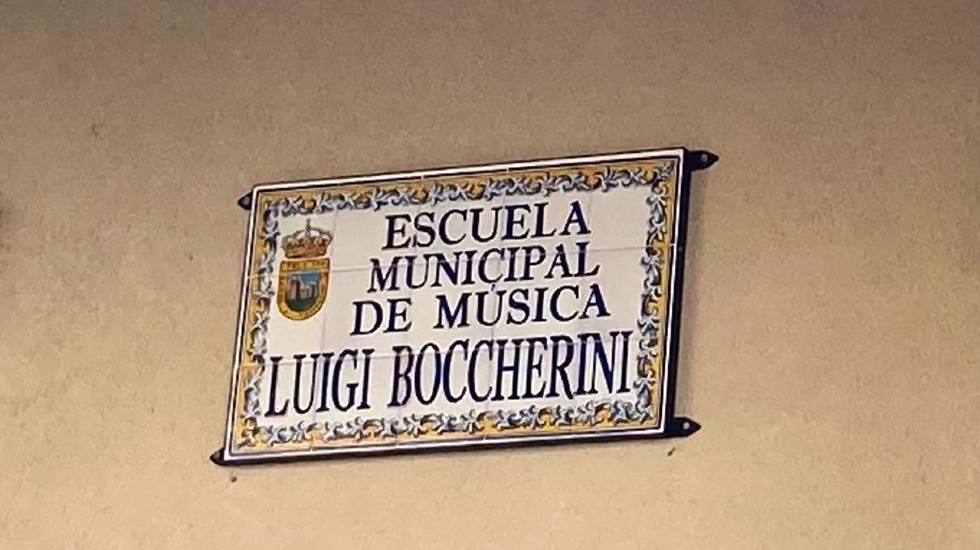 ESCUELA
MUNICIPAL
DE MÚSICA
LUIGI BOCCHERINI